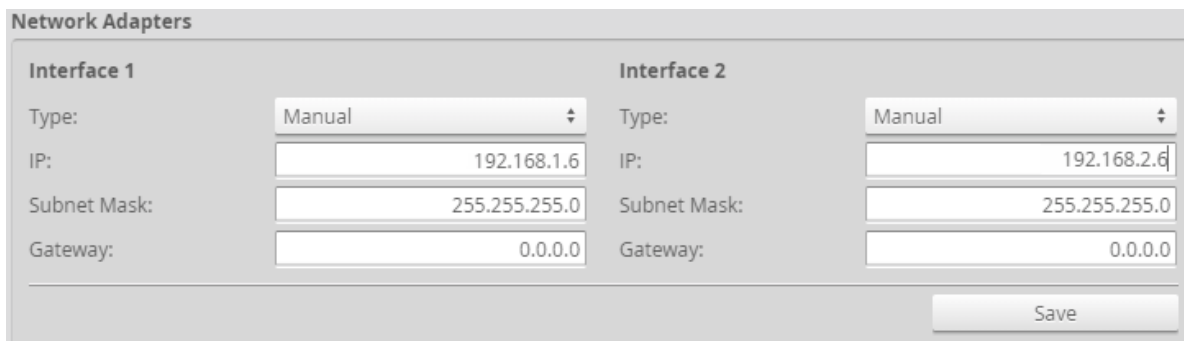 Network Adapters
Interface 1
Type: Manual
IP: 192.168.1.6
Subnet Mask: 255.255.255.0
Gateway: 0.0.0.0
Interface 2
Type: Manual
IP: 192.168.2.6
Subnet Mask: 255.255.255.0
Gateway: 0.0.0.0
Save